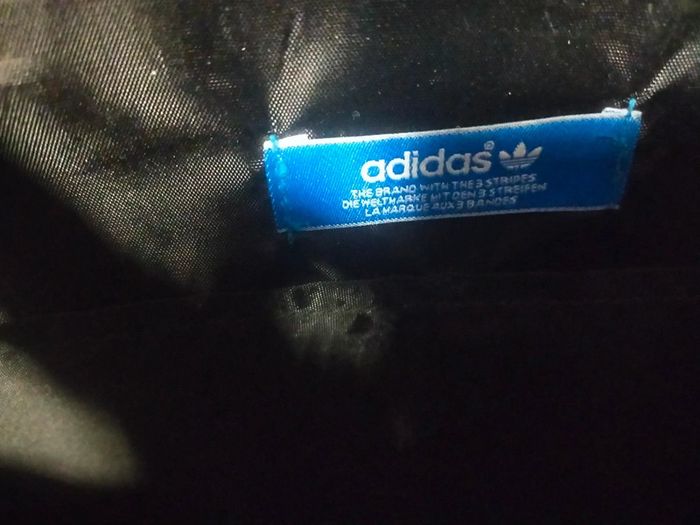 adidas®
THE BRAND WITH THE 3 STRIPES
DIE WELTMARKE MIT DEN 3 STREIFEN
LA MARQUE AUX 3 BANDES